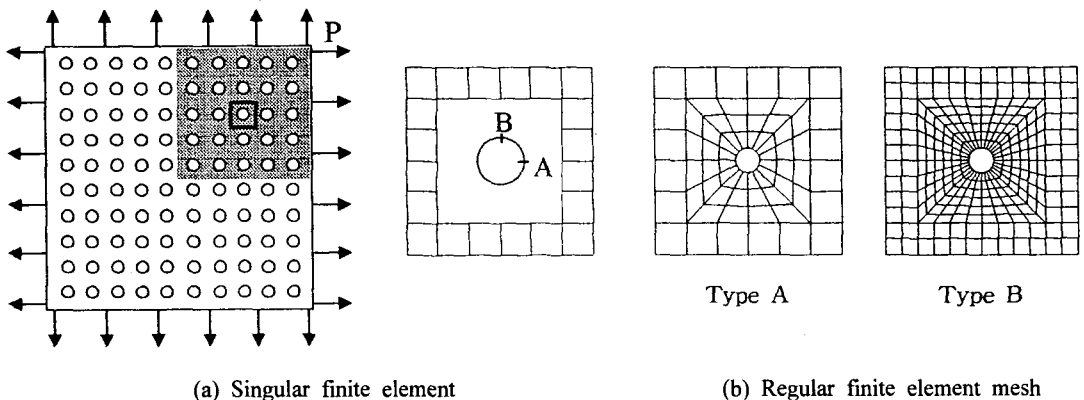 P
B
A
Type A
Type B
(a) Singular finite element
(b) Regular finite element mesh